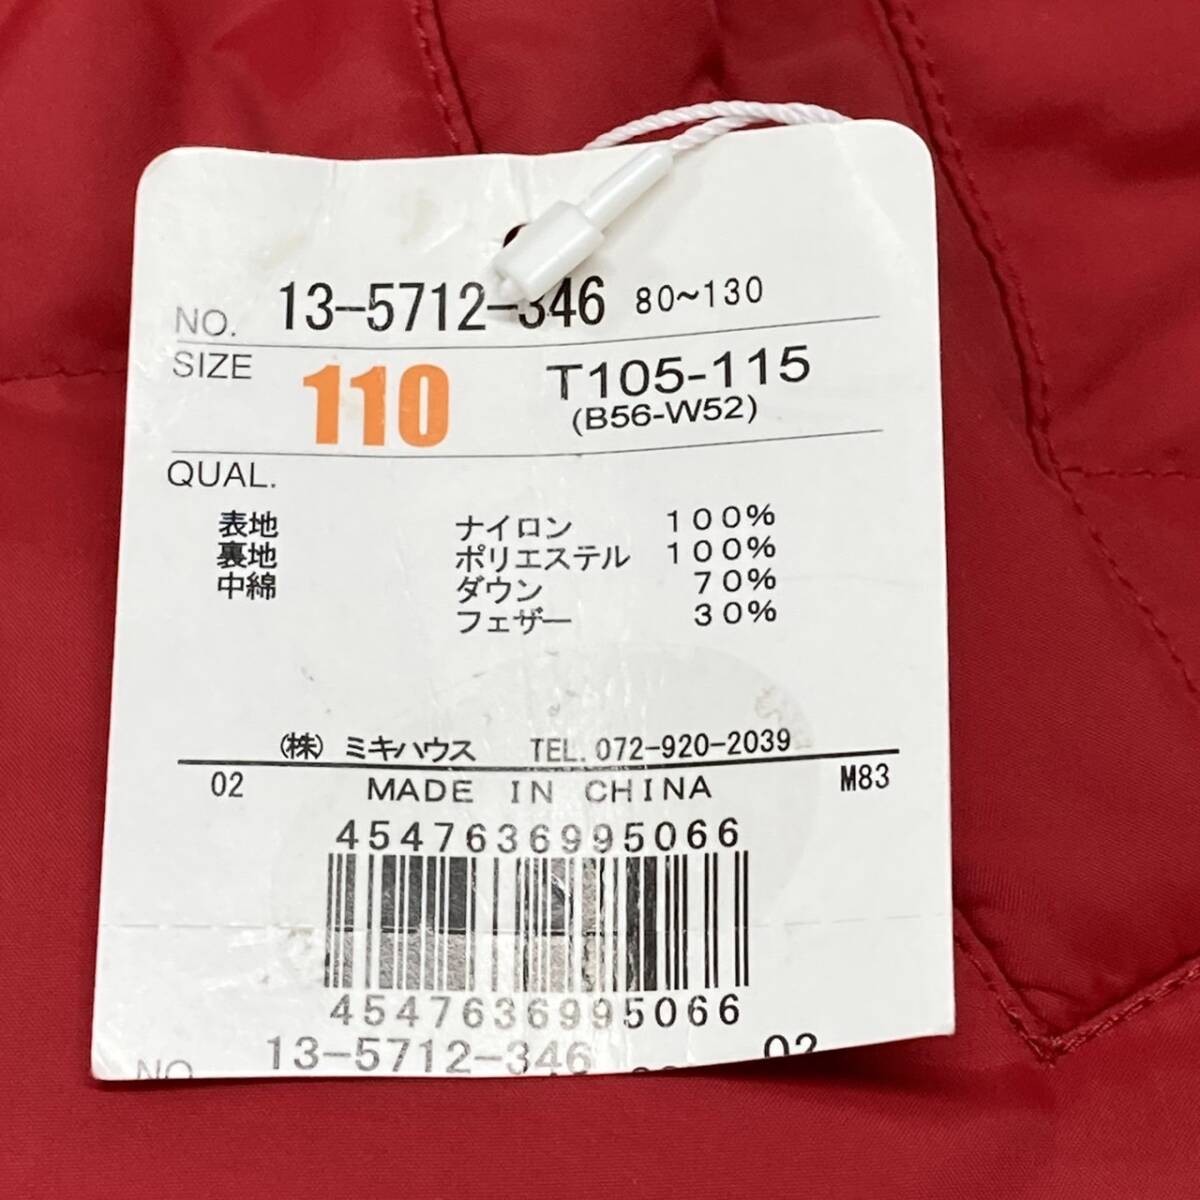 NO. 13-5712-346 80~130
SIZE 110 T105-115
(B56-W52)
QUAL.
表地 ナイロン 100%
裏地 ポリエステル 100%
中綿 ダウン 70%
フェザー 30%
(株) ミキハウス TEL. 072-920-2039
02 MADE IN CHINA M83
4547636995066
4547636995066
NO. 13-5712-346 02